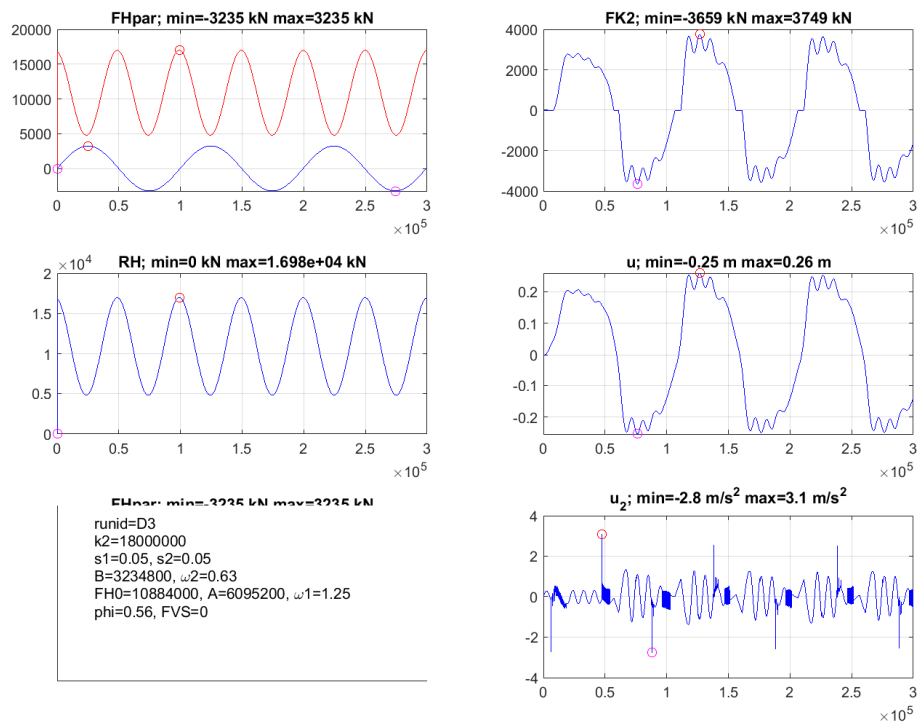 FHpar; min=-3235 kN max=3235 kN
20000
15000
10000
5000
0
0 0.5 1 1.5 2 2.5 3
×10^5
FK2; min=-3659 kN max=3749 kN
4000
2000
0
-2000
-4000
0 0.5 1 1.5 2 2.5 3
×10^5
RH; min=0 kN max=1.698e+04 kN
×10^4
2
1.5
1
0.5
0
0 0.5 1 1.5 2 2.5 3
×10^5
u; min=-0.25 m max=0.26 m
0.2
0.1
0
-0.1
-0.2
0 0.5 1 1.5 2 2.5 3
×10^5
FHpar; min=-3235 kN max=3235 kN
runid=D3
k2=18000000
s1=0.05, s2=0.05
B=3234800, ω2=0.63
FH0=10884000, A=6095200, ω1=1.25
phi=0.56, FVS=0
u_2; min=-2.8 m/s^2 max=3.1 m/s^2
4
2
0
-2
-4
0 0.5 1 1.5 2 2.5 3
×10^5